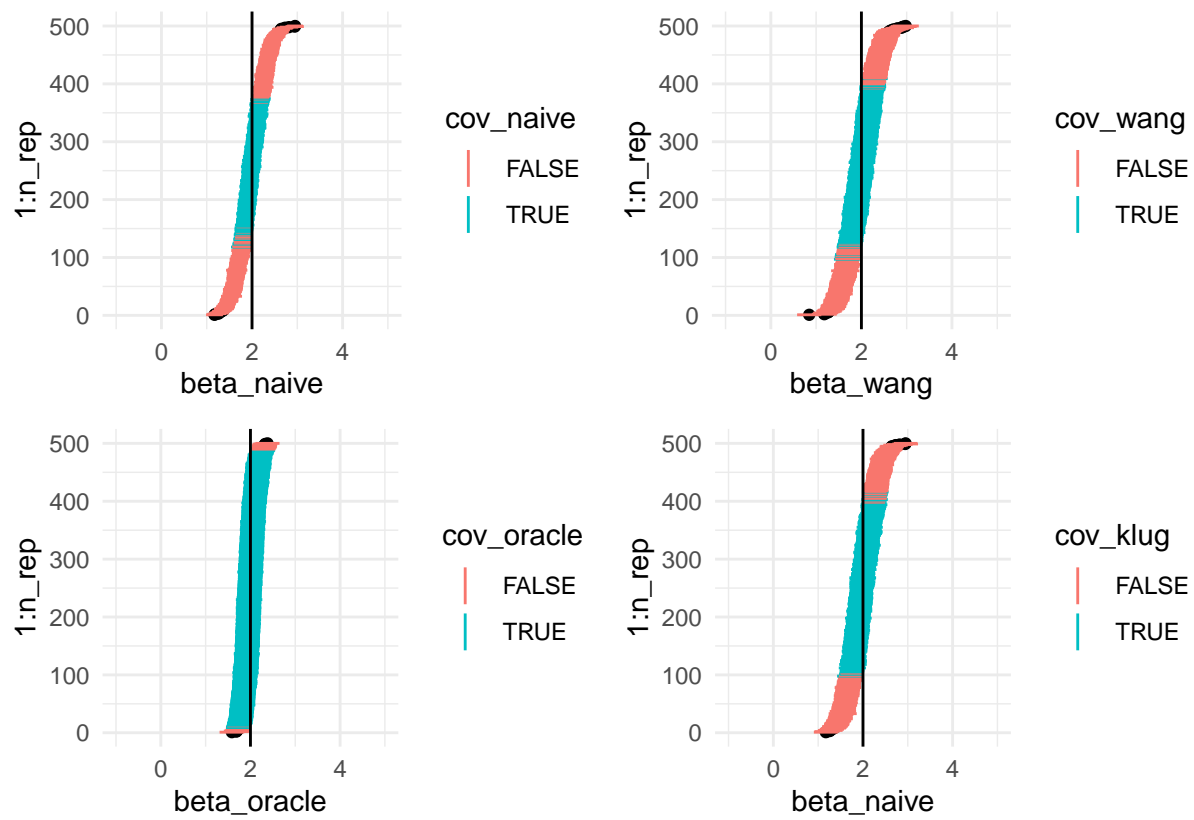 500
400
300
200
100
0
1:n_rep
0 2 4
beta_naive
cov_naive
FALSE
TRUE
500
400
300
200
100
0
1:n_rep
0 2 4
beta_wang
cov_wang
FALSE
TRUE
500
400
300
200
100
0
1:n_rep
0 2 4
beta_oracle
cov_oracle
FALSE
TRUE
500
400
300
200
100
0
1:n_rep
0 2 4
beta_naive
cov_klug
FALSE
TRUE